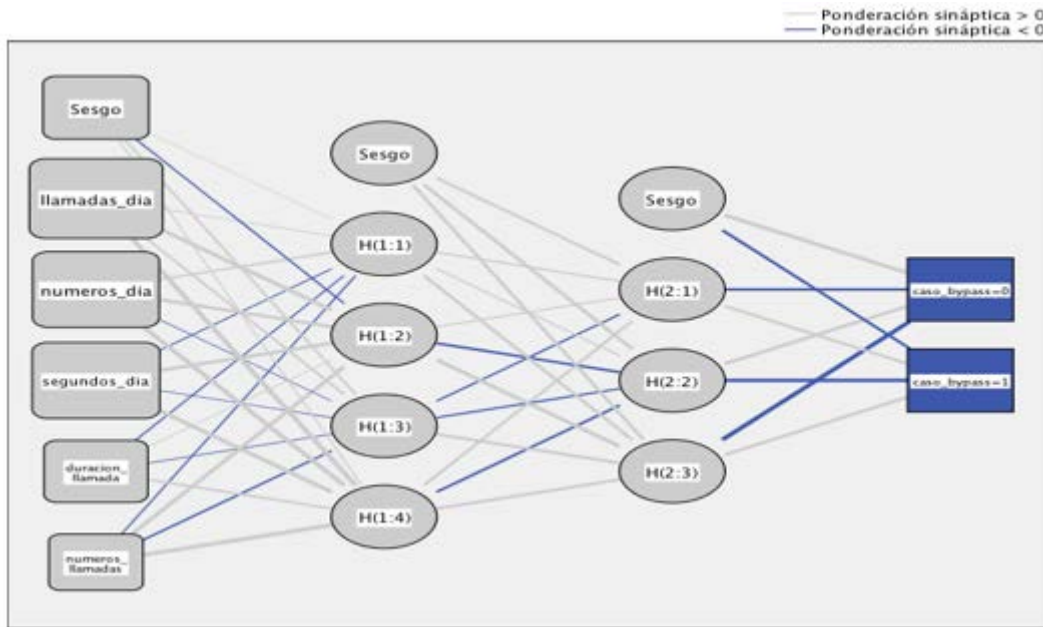 Ponderación sináptica > 0
Ponderación sináptica < 0
Sesgo
llamadas_dia
numeros_dia
segundos_dia
duracion_
llamada
numeros_
llamadas
Sesgo
H(1:1)
H(1:2)
H(1:3)
H(1:4)
Sesgo
H(2:1)
H(2:2)
H(2:3)
caso_bypass=0
caso_bypass=1